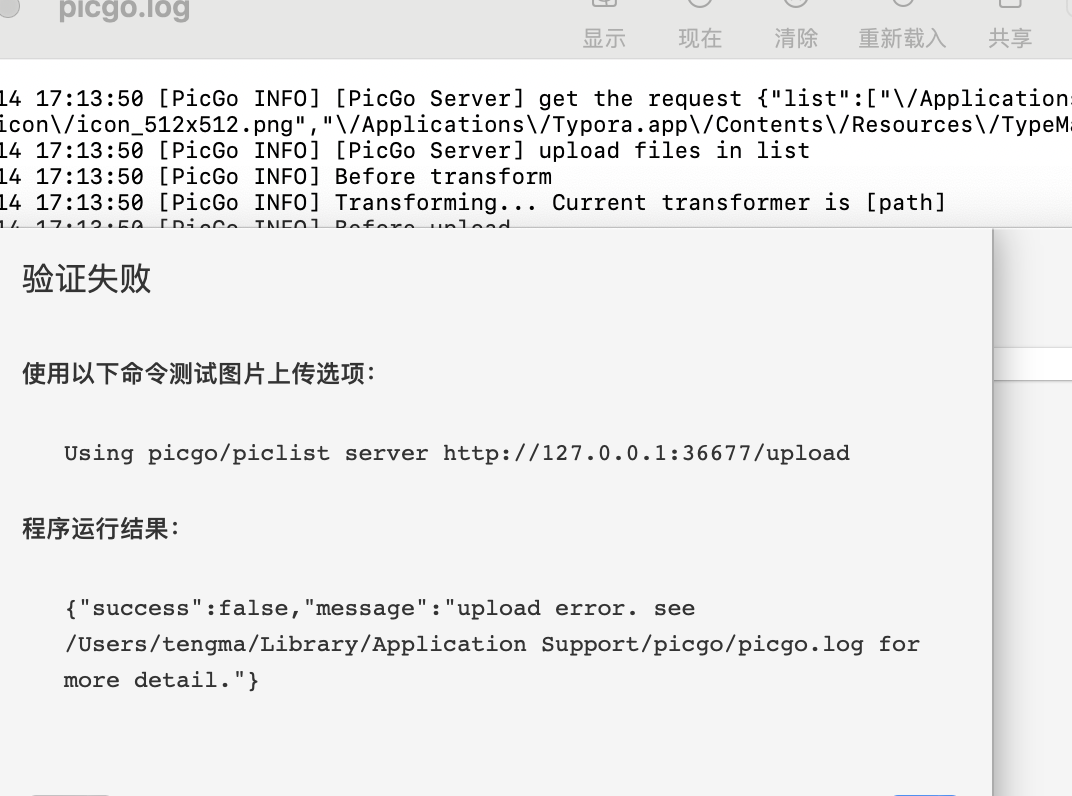 picgo.log
显示 现在 清除 重新载入 共享
14 17:13:50 [PicGo INFO] [PicGo Server] get the request {"list":["\/Applications
icon\/icon_512x512.png","\/Applications\/Typora.app\/Contents\/Resources\/TypeMa
14 17:13:50 [PicGo INFO] [PicGo Server] upload files in list
14 17:13:50 [PicGo INFO] Before transform
14 17:13:50 [PicGo INFO] Transforming... Current transformer is [path]
14 17:13:50 [PicGo INFO] Before upload
验证失败
使用以下命令测试图片上传选项：
Using picgo/piclist server http://127.0.0.1:36677/upload
程序运行结果：
{"success":false,"message":"upload error. see
/Users/tengma/Library/Application Support/picgo/picgo.log for
more detail."}